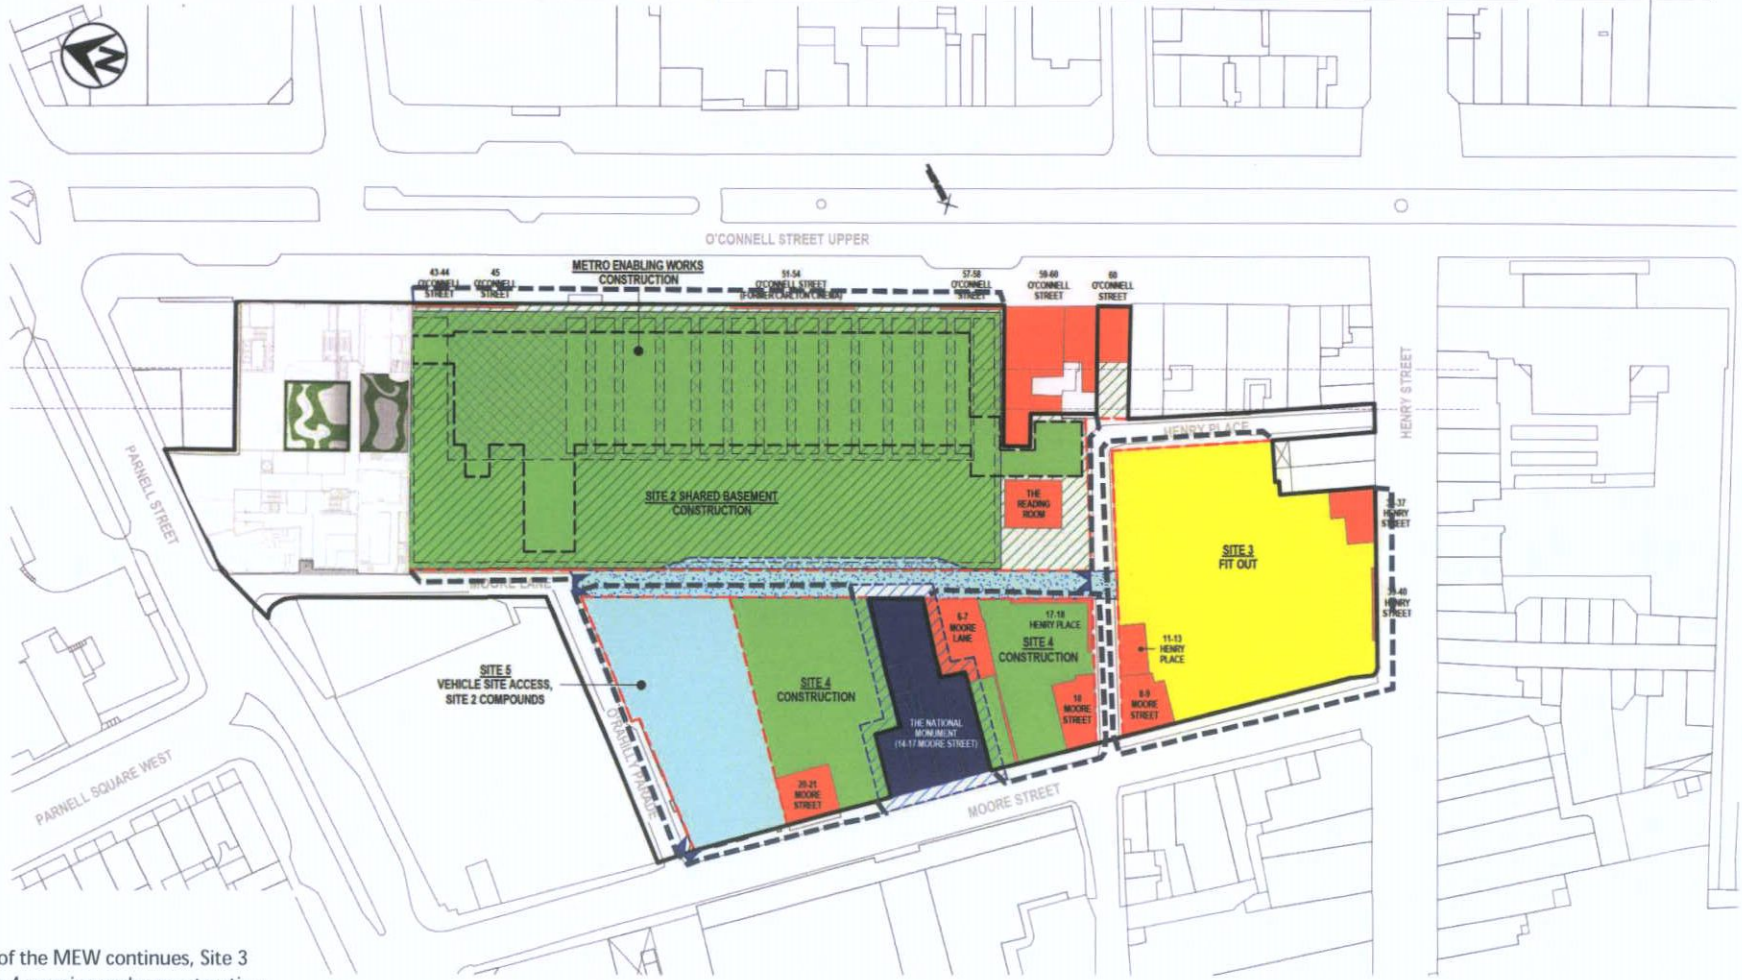 O'CONNELL STREET UPPER
METRO ENABLING WORKS
CONSTRUCTION
43-44
O'CONNELL
STREET
45
O'CONNELL
STREET
51-54
O'CONNELL STREET
(FORMER CARLTON CINEMA)
57-58
O'CONNELL
STREET
59-60
O'CONNELL
STREET
60
O'CONNELL
STREET
HENRY STREET
HENRY PLACE
PARNELL STREET
SITE 2 SHARED BASEMENT
CONSTRUCTION
THE
READING
ROOM
HENRY
STREET
SITE 3
FIT OUT
MOORE LANE
HENRY
STREET
6-7
MOORE
LANE
17-18
HENRY PLACE
SITE 4
CONSTRUCTION
11-13
HENRY
PLACE
SITE 5
VEHICLE SITE ACCESS,
SITE 2 COMPOUNDS
SITE 4
CONSTRUCTION
10
MOORE
STREET
8-9
MOORE
STREET
THE NATIONAL
MONUMENT
(14-17 MOORE STREET)
O'RAHILLY PARADE
20-21
MOORE
STREET
MOORE STREET
PARNELL SQUARE WEST
of the MEW continues, Site 3